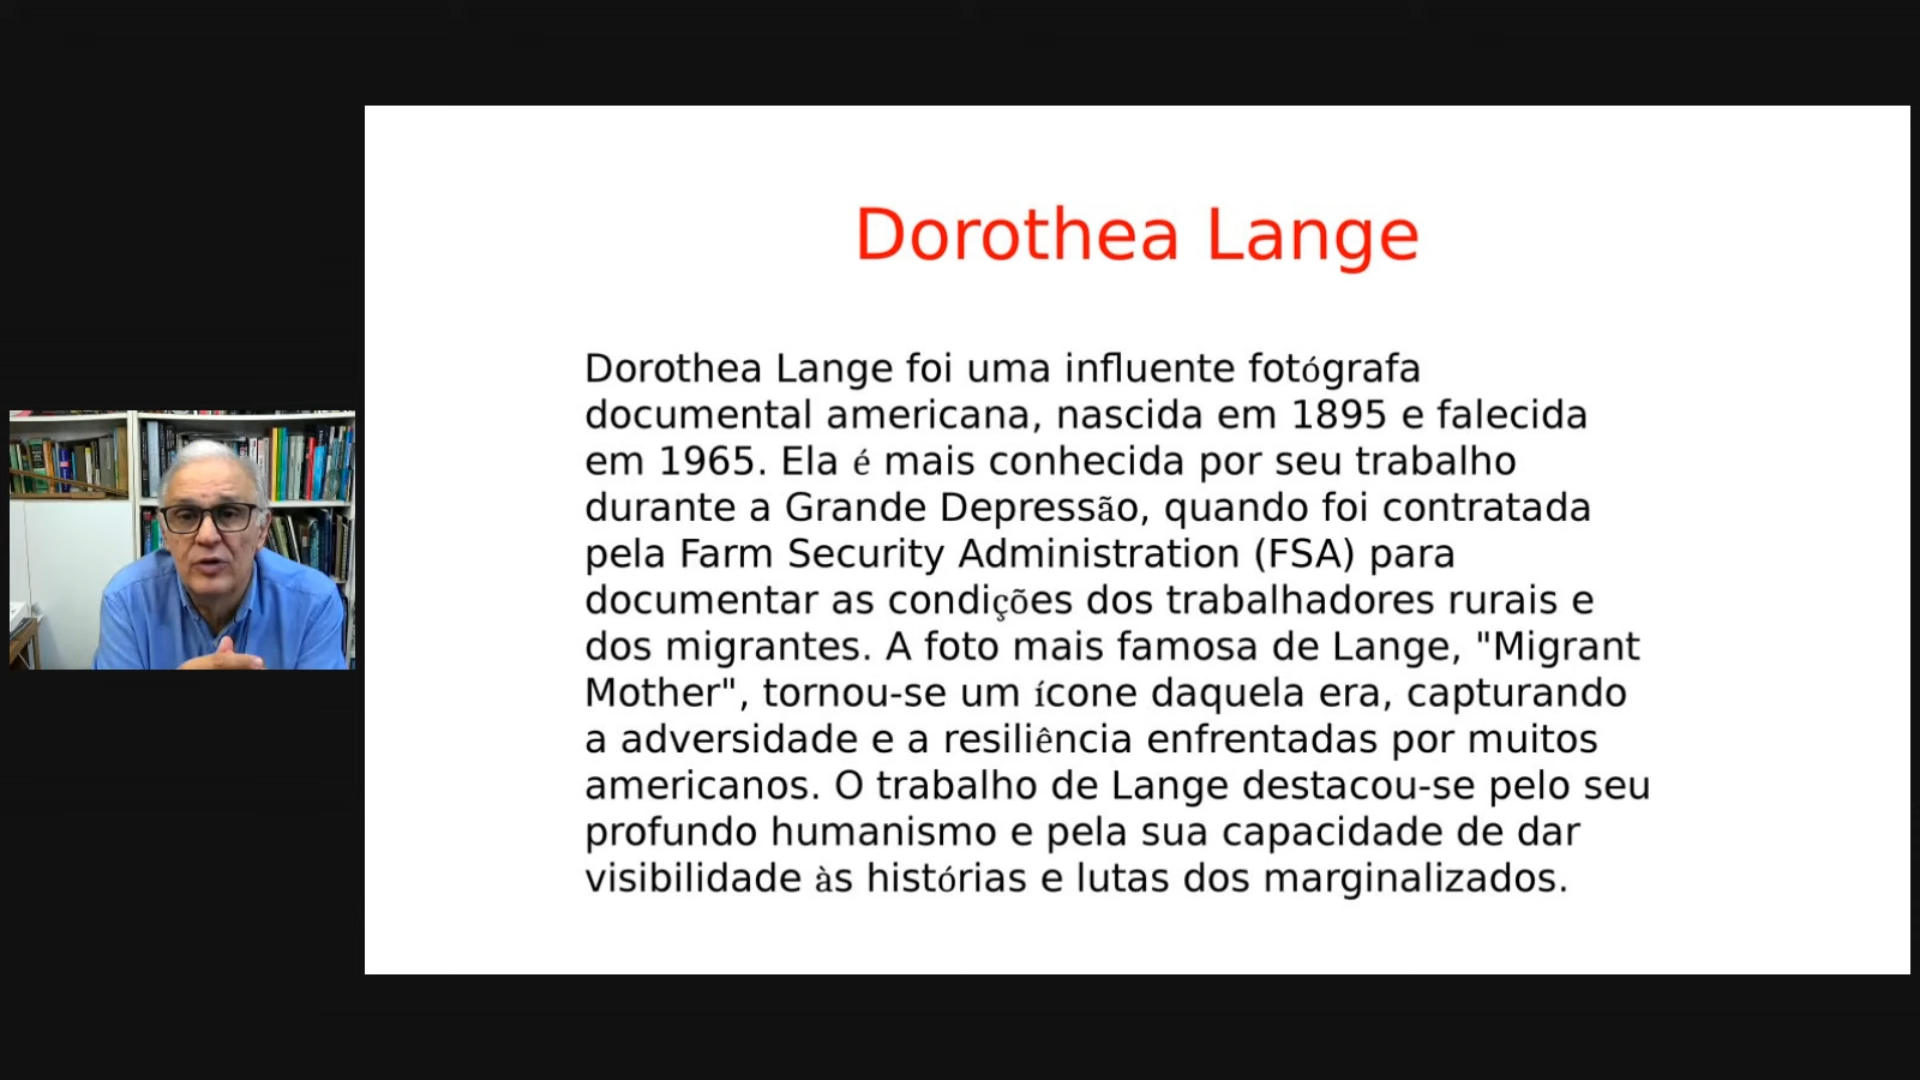 Dorothea Lange
Dorothea Lange foi uma influente fotógrafa
documental americana, nascida em 1895 e falecida
em 1965. Ela é mais conhecida por seu trabalho
durante a Grande Depressão, quando foi contratada
pela Farm Security Administration (FSA) para
documentar as condições dos trabalhadores rurais e
dos migrantes. A foto mais famosa de Lange, "Migrant
Mother", tornou-se um ícone daquela era, capturando
a adversidade e a resiliência enfrentadas por muitos
americanos. O trabalho de Lange destacou-se pelo seu
profundo humanismo e pela sua capacidade de dar
visibilidade às histórias e lutas dos marginalizados.